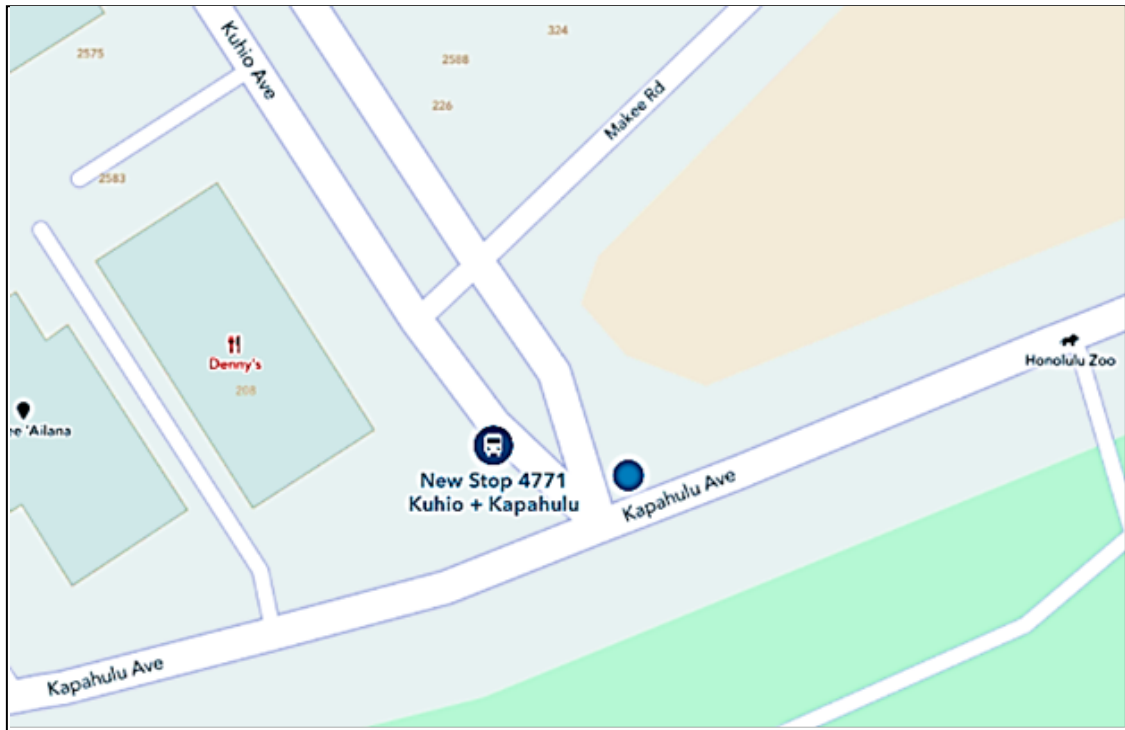 324
2575
2588
Kuhio Ave
226
Makee Rd
2583
Denny's
208
Honolulu Zoo
ee 'Ailana
New Stop 4771
Kuhio + Kapahulu
Kapahulu Ave
Kapahulu Ave